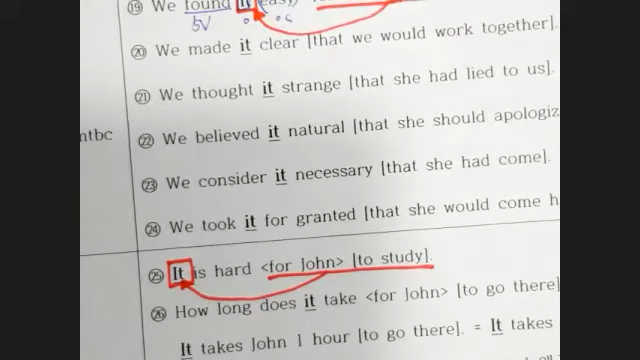 ⑲ We found it easy
5V o o.c
⑳ We made it clear [that we would work together].
㉑ We thought it strange [that she had lied to us].
ntbc
㉒ We believed it natural [that she should apologiz
㉓ We consider it necessary [that she had come].
㉔ We took it for granted [that she would come h
㉕ It is hard <for John> [to study].
㉖ How long does it take <for John> [to go there]
It takes John 1 hour [to go there]. = It takes